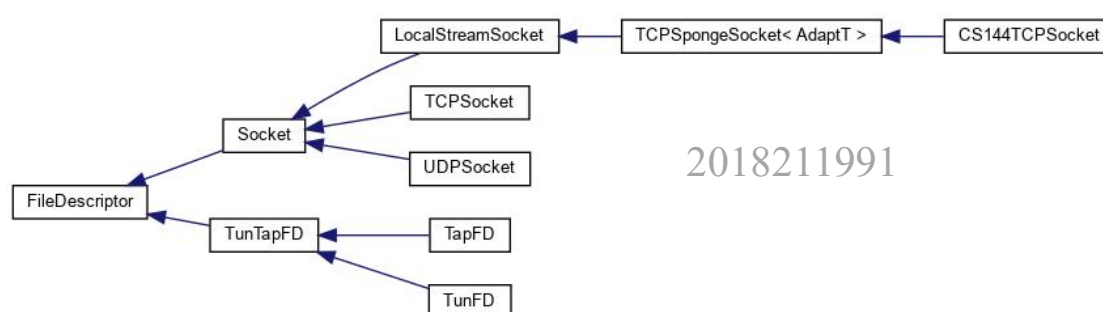 LocalStreamSocket
TCPSpongeSocket< AdaptT >
CS144TCPSocket
TCPSocket
Socket
UDPSocket
2018211991
FileDescriptor
TunTapFD
TapFD
TunFD